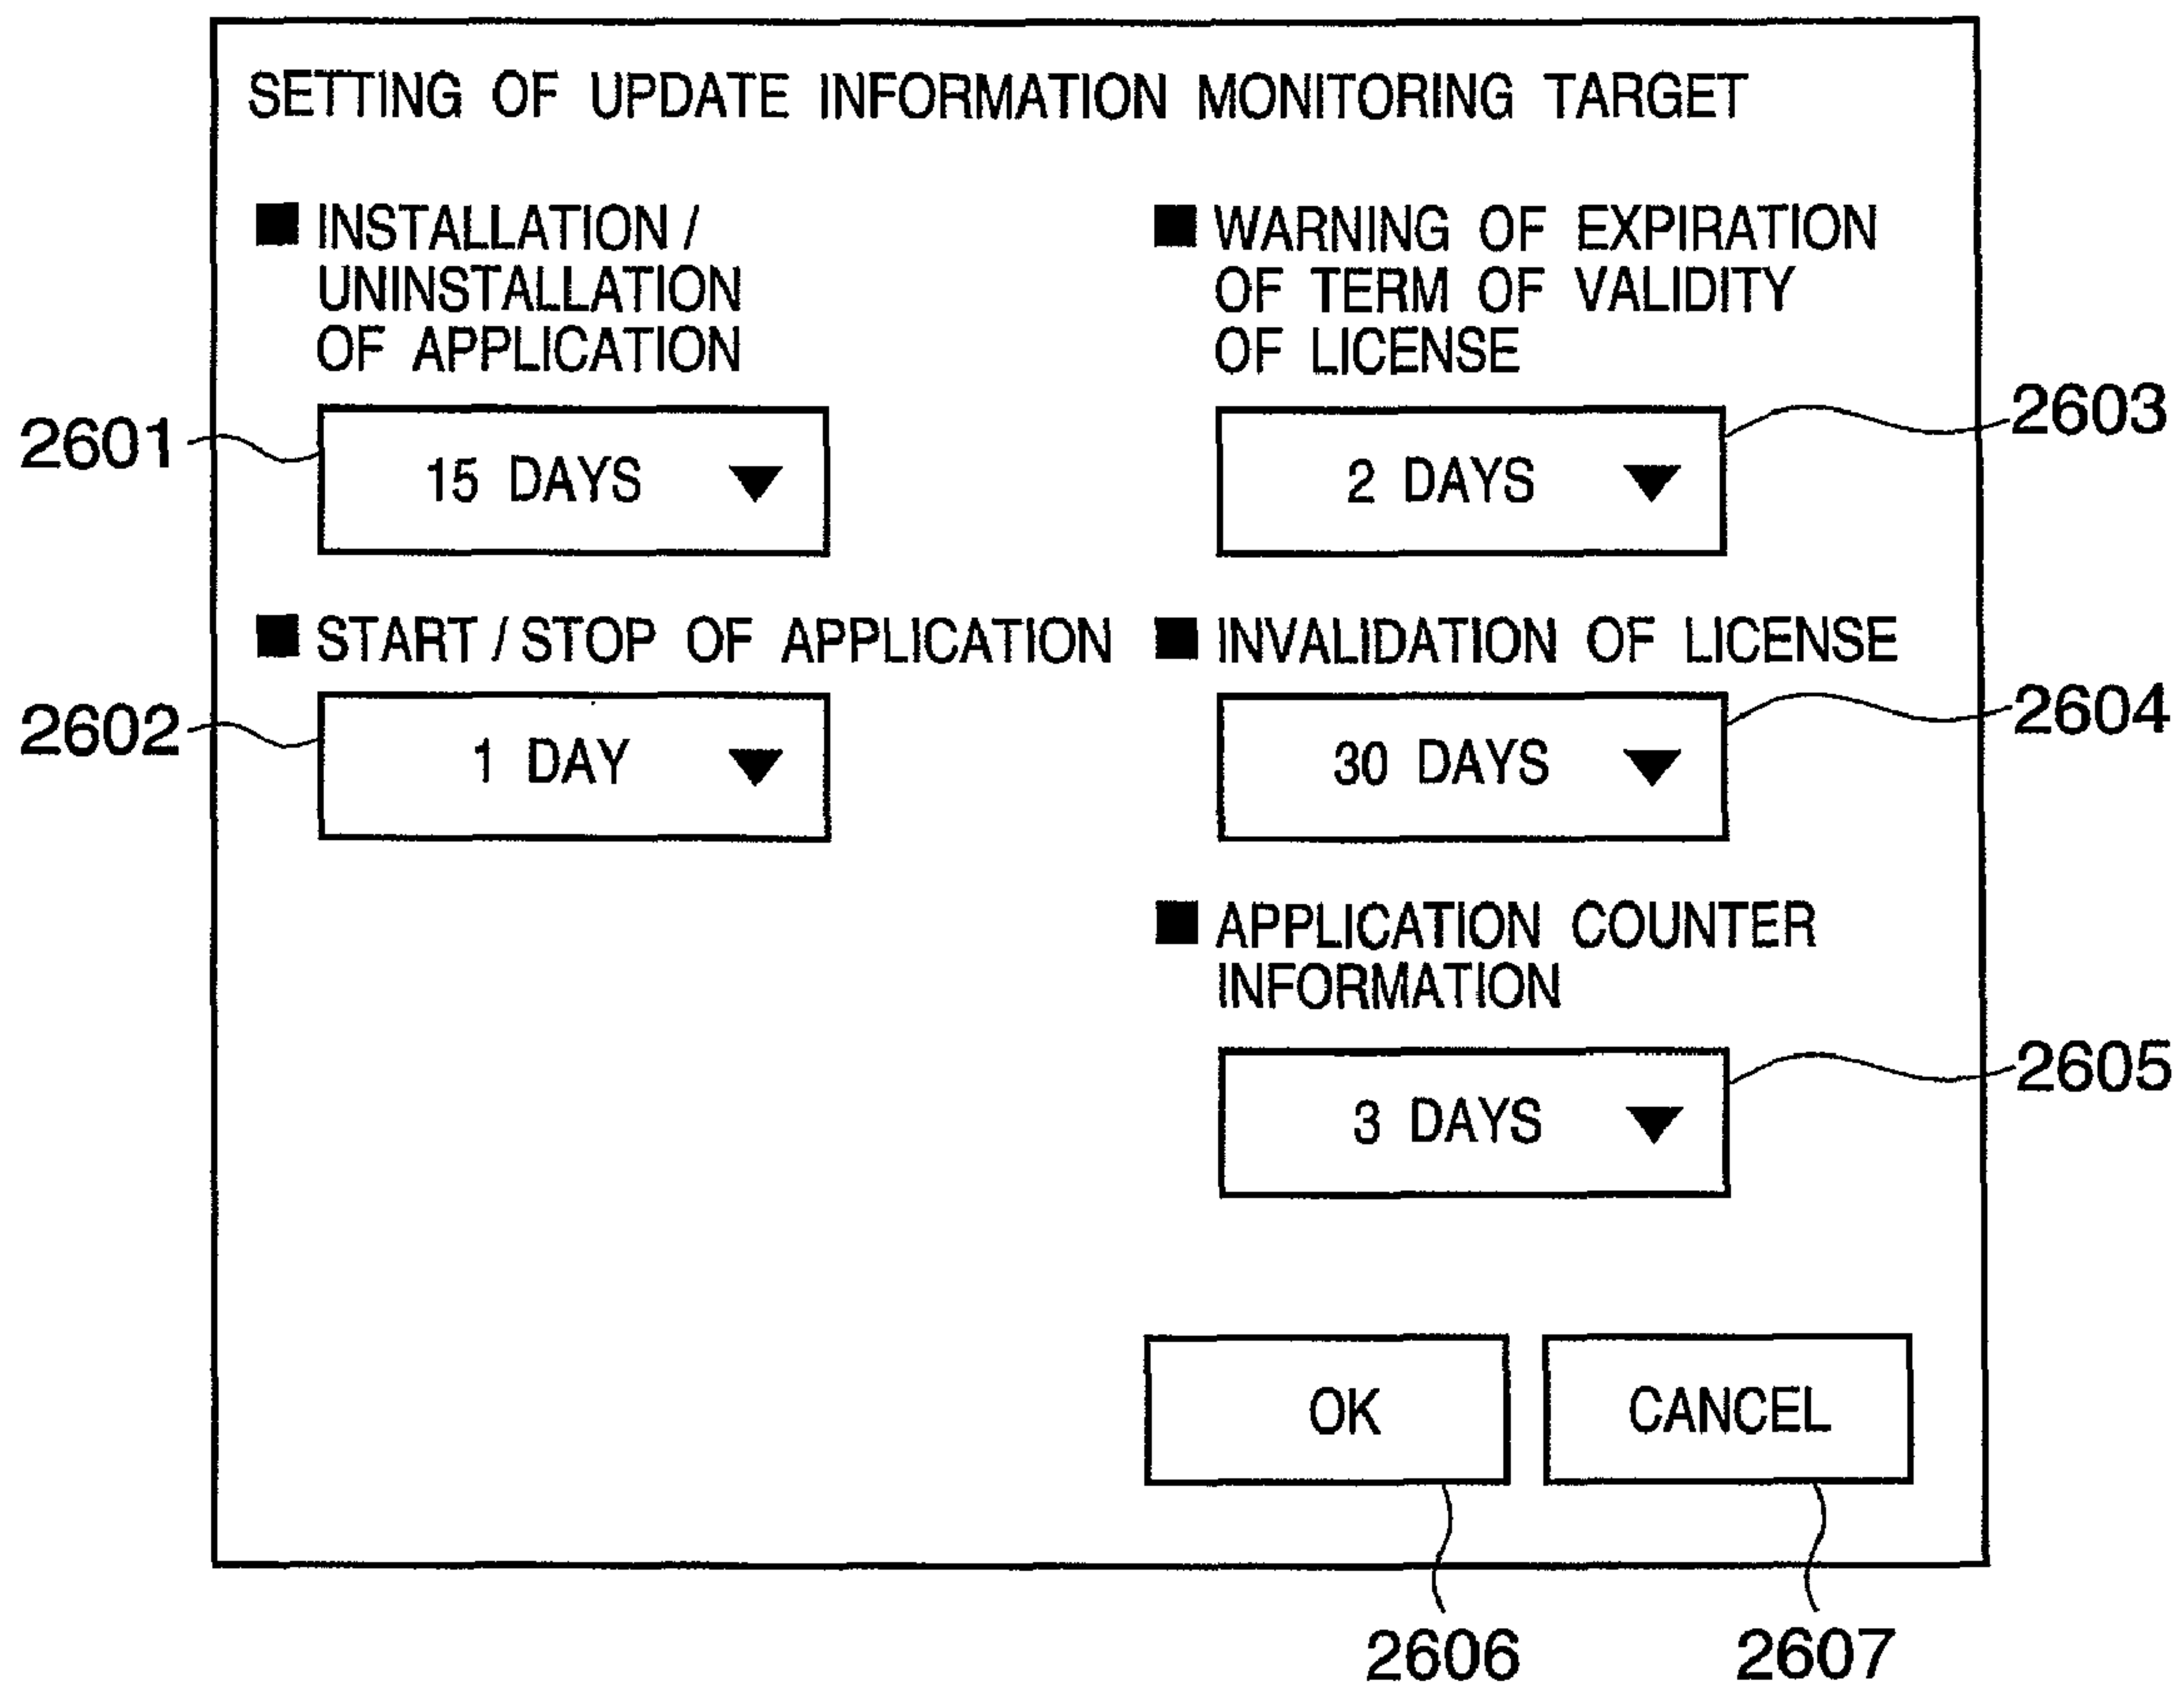 SETTING OF UPDATE INFORMATION MONITORING TARGET
INSTALLATION /
UNINSTALLATION
OF APPLICATION
2601
15 DAYS
START / STOP OF APPLICATION
2602
1 DAY
WARNING OF EXPIRATION
OF TERM OF VALIDITY
OF LICENSE
2603
2 DAYS
INVALIDATION OF LICENSE
2604
30 DAYS
APPLICATION COUNTER
INFORMATION
2605
3 DAYS
OK
CANCEL
2606
2607